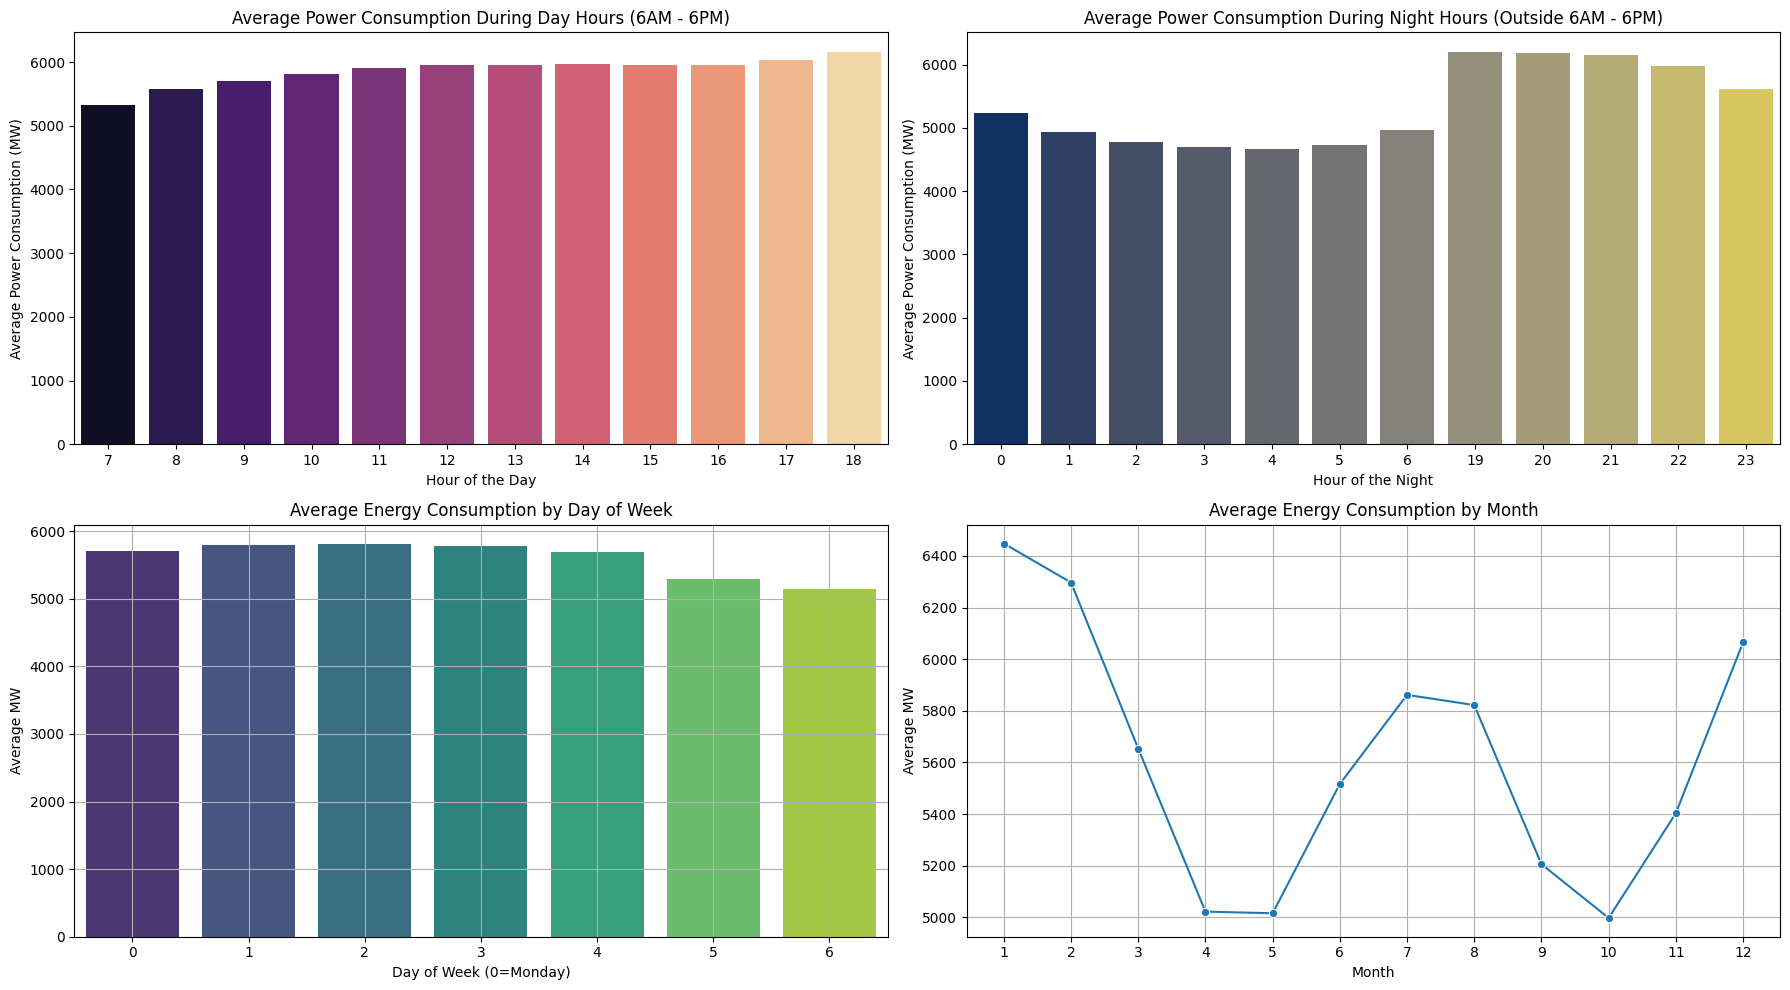 Average Power Consumption During Day Hours (6AM - 6PM)
Average Power Consumption (MW)
6000
5000
4000
3000
2000
1000
0
7 8 9 10 11 12 13 14 15 16 17 18
Hour of the Day
Average Power Consumption During Night Hours (Outside 6AM - 6PM)
Average Power Consumption (MW)
6000
5000
4000
3000
2000
1000
0
0 1 2 3 4 5 6 19 20 21 22 23
Hour of the Night
Average Energy Consumption by Day of Week
Average MW
6000
5000
4000
3000
2000
1000
0
0 1 2 3 4 5 6
Day of Week (0=Monday)
Average Energy Consumption by Month
Average MW
6400
6200
6000
5800
5600
5400
5200
5000
1 2 3 4 5 6 7 8 9 10 11 12
Month